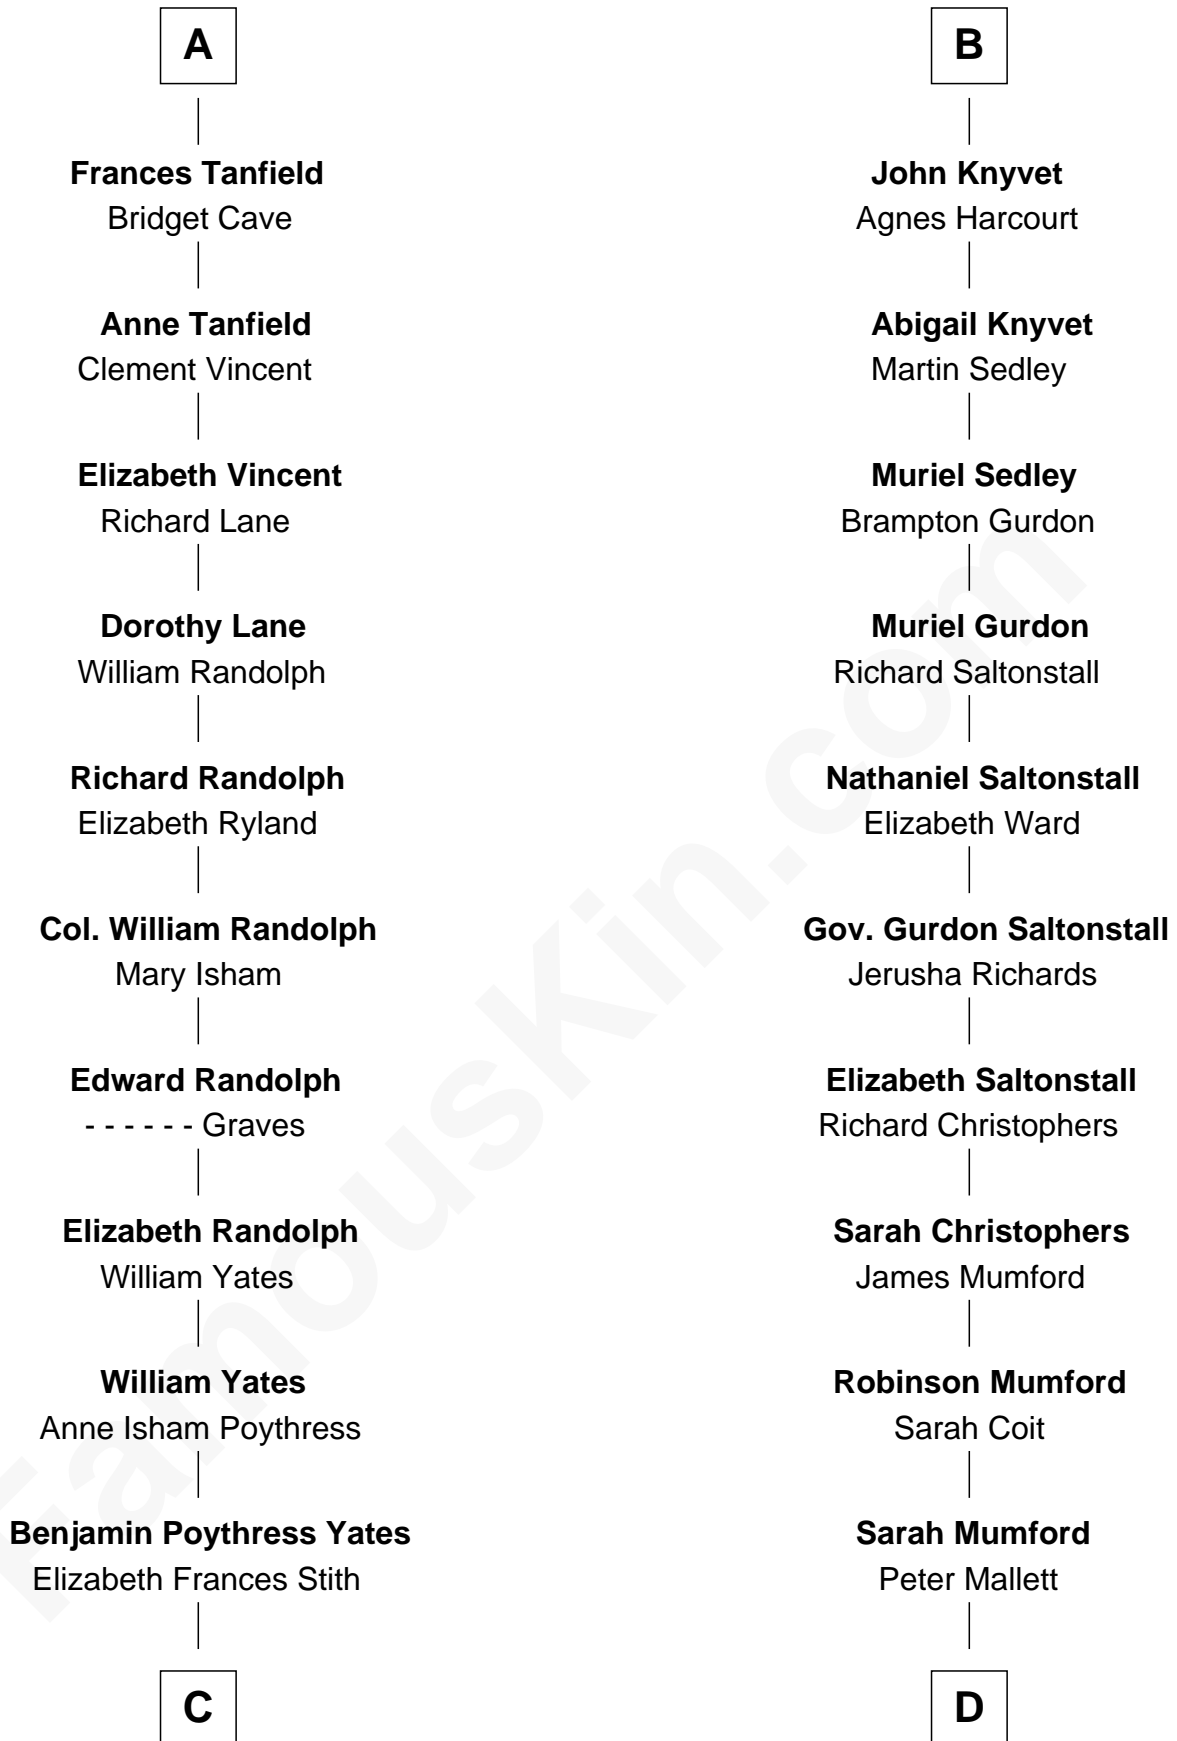 A
Frances Tanfield
Bridget Cave
Anne Tanfield
Clement Vincent
Elizabeth Vincent
Richard Lane
Dorothy Lane
William Randolph
Richard Randolph
Elizabeth Ryland
Col. William Randolph
Mary Isham
Edward Randolph
- - - - - - Graves
Elizabeth Randolph
William Yates
William Yates
Anne Isham Poythress
Benjamin Poythress Yates
Elizabeth Frances Stith
C
B
John Knyvet
Agnes Harcourt
Abigail Knyvet
Martin Sedley
Muriel Sedley
Brampton Gurdon
Muriel Gurdon
Richard Saltonstall
Nathaniel Saltonstall
Elizabeth Ward
Gov. Gurdon Saltonstall
Jerusha Richards
Elizabeth Saltonstall
Richard Christophers
Sarah Christophers
James Mumford
Robinson Mumford
Sarah Coit
Sarah Mumford
Peter Mallett
D
FamousKin.com